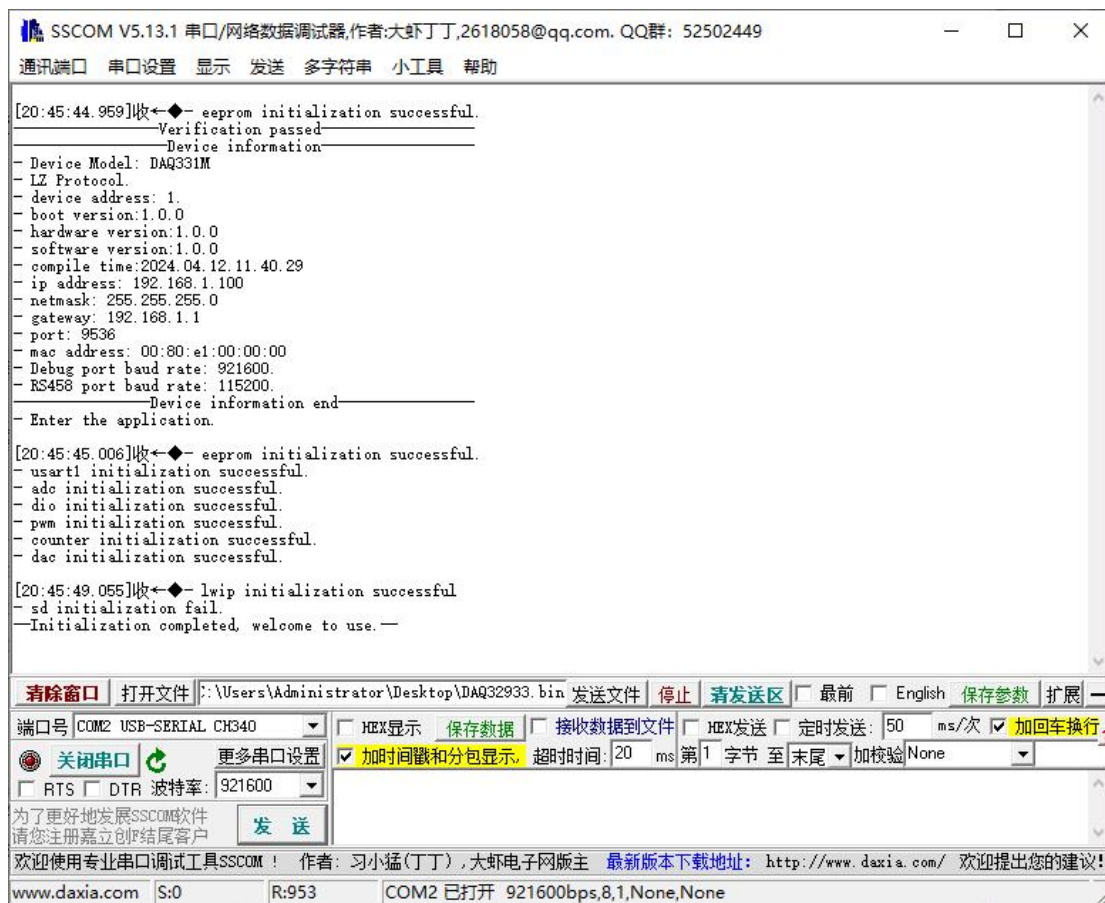 SSCOM V5.13.1 串口/网络数据调试器,作者:大虾丁丁,2618058@qq.com. QQ群: 52502449
通讯端口 串口设置 显示 发送 多字符串 小工具 帮助
[20:45:44.959]收←◆- eeprom initialization successful.
————Verification passed————
————Device information————
- Device Model: DAQ331M
- LZ Protocol.
- device address: 1.
- boot version:1.0.0
- hardware version:1.0.0
- software version:1.0.0
- compile time:2024.04.12.11.40.29
- ip address: 192.168.1.100
- netmask: 255.255.255.0
- gateway: 192.168.1.1
- port: 9536
- mac address: 00:80:e1:00:00:00
- Debug port baud rate: 921600.
- RS458 port baud rate: 115200.
————Device information end————
- Enter the application.
[20:45:45.006]收←◆- eeprom initialization successful.
- usart1 initialization successful.
- adc initialization successful.
- dio initialization successful.
- pwm initialization successful.
- counter initialization successful.
- dac initialization successful.
[20:45:49.055]收←◆- lwip initialization successful
- sd initialization fail.
—Initialization completed, welcome to use.—
清除窗口 打开文件 :\Users\Administrator\Desktop\DAQ32933.bin 发送文件 停止 清发送区 最前 English 保存参数 扩展 —
端口号 COM2 USB-SERIAL CH340 HEX显示 保存数据 接收数据到文件 HEX发送 定时发送: 50 ms/次 加回车换行
关闭串口 更多串口设置 加时间戳和分包显示, 超时时间: 20 ms 第 1 字节 至 末尾 加校验 None
RTS DTR 波特率: 921600
为了更好地发展SSCOM软件
请您注册嘉立创F结尾客户
发 送
欢迎使用专业串口调试工具SSCOM ! 作者: 习小猛(丁丁) ,大虾电子网版主 最新版本下载地址: http://www.daxia.com/ 欢迎提出您的建议!
www.daxia.com S:0 R:953 COM2 已打开 921600bps,8,1,None,None